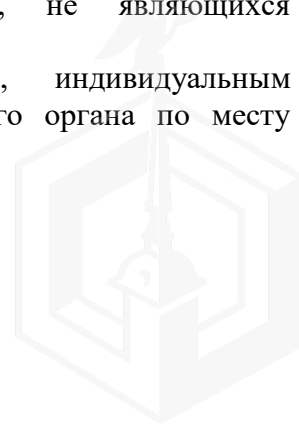 , не являющихся
, индивидуальным
го органа по месту